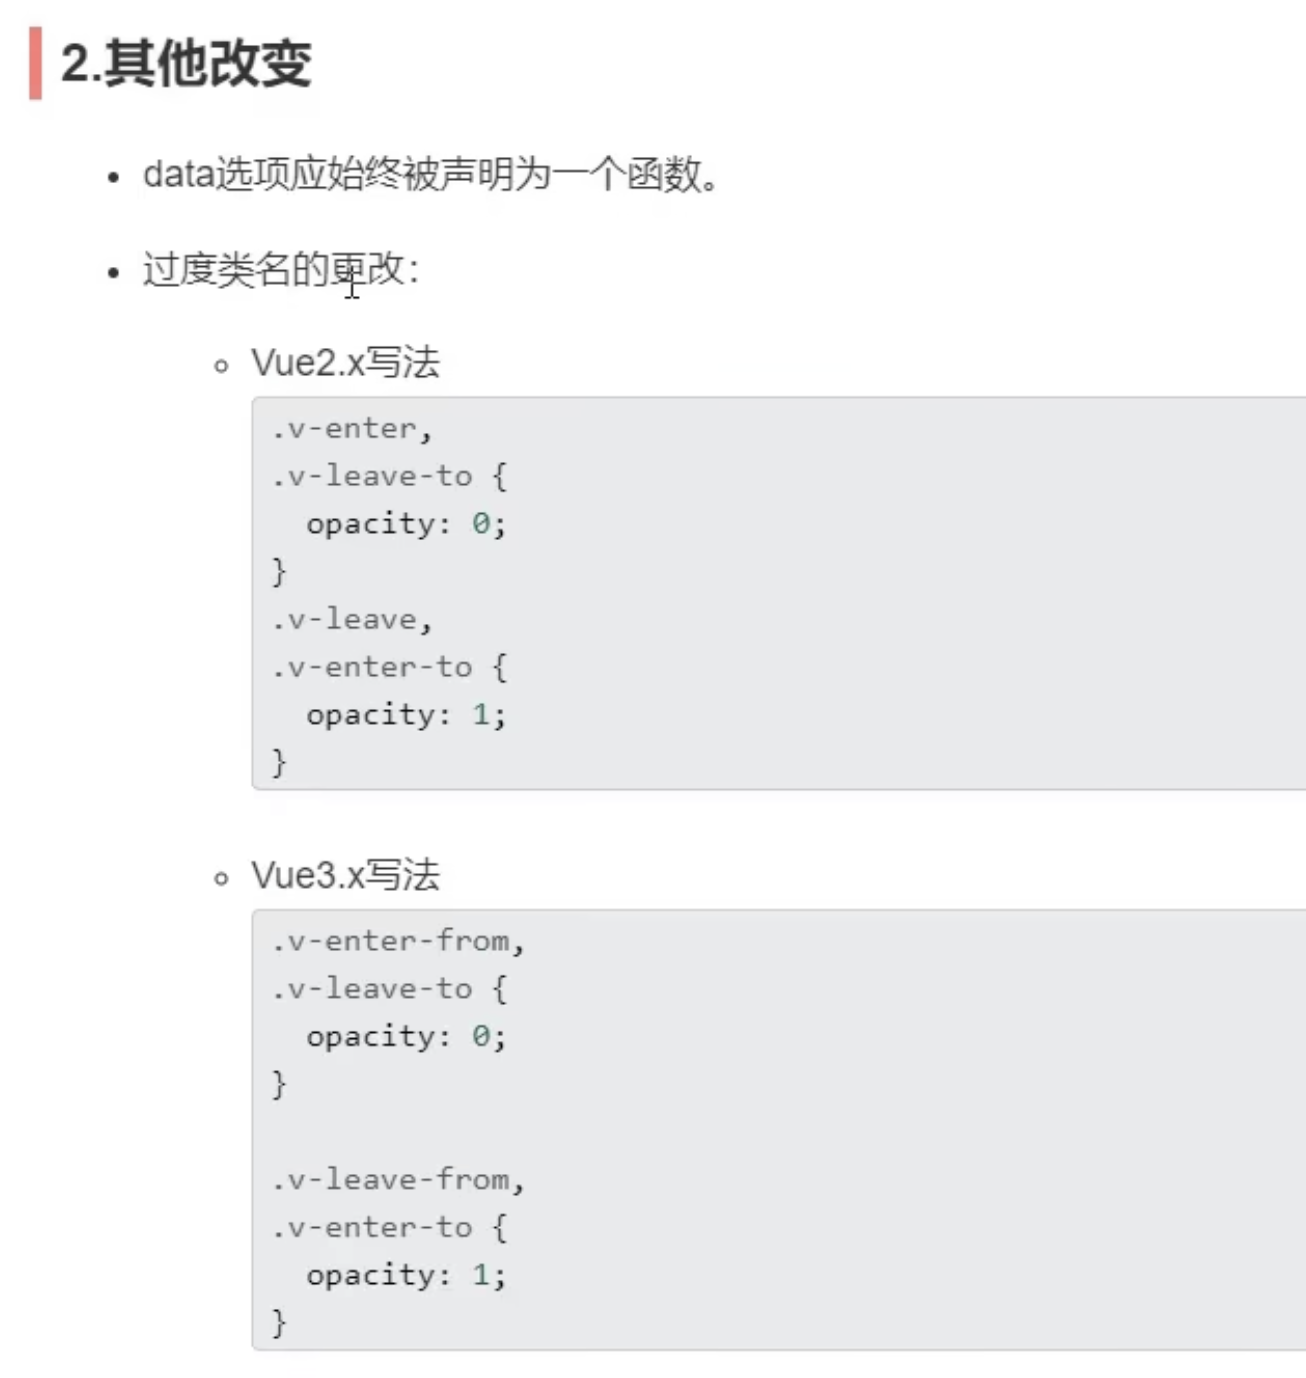 2.其他改变
data选项应始终被声明为一个函数。
过度类名的更改：
Vue2.x写法
.v-enter,
.v-leave-to {
  opacity: 0;
}
.v-leave,
.v-enter-to {
  opacity: 1;
}
Vue3.x写法
.v-enter-from,
.v-leave-to {
  opacity: 0;
}
.v-leave-from,
.v-enter-to {
  opacity: 1;
}